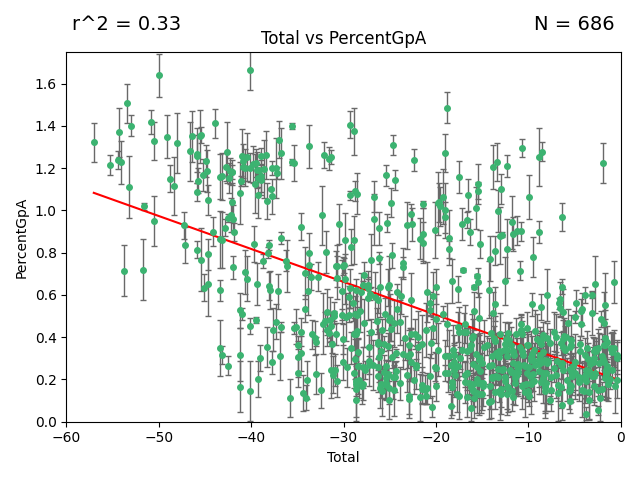 r^2 = 0.33 N = 686
Total vs PercentGpA
PercentGpA
1.6
1.4
1.2
1.0
0.8
0.6
0.4
0.2
0.0
−60 −50 −40 −30 −20 −10 0
Total